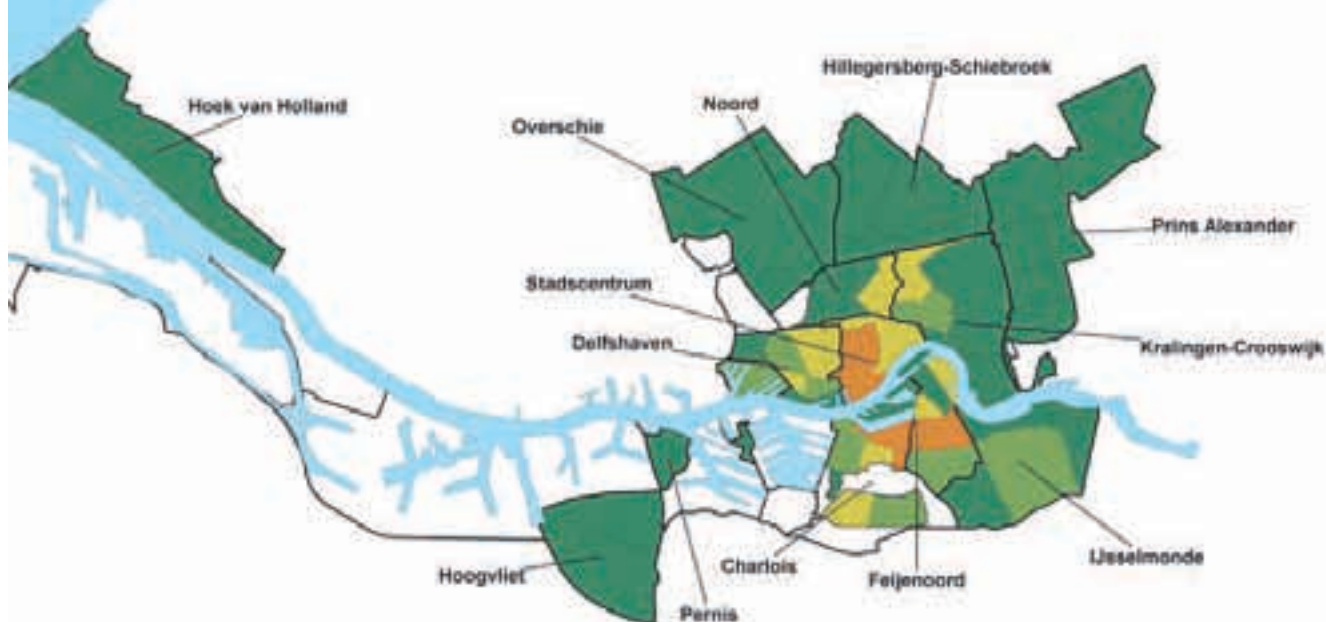 Hillegersberg-Schiebroek
Hoek van Holland
Noord
Overschie
Prins Alexander
Stadscentrum
Delfshaven
Kralingen-Crooswijk
IJsselmonde
Charlois
Hoogvliet
Feijenoord
Pernis